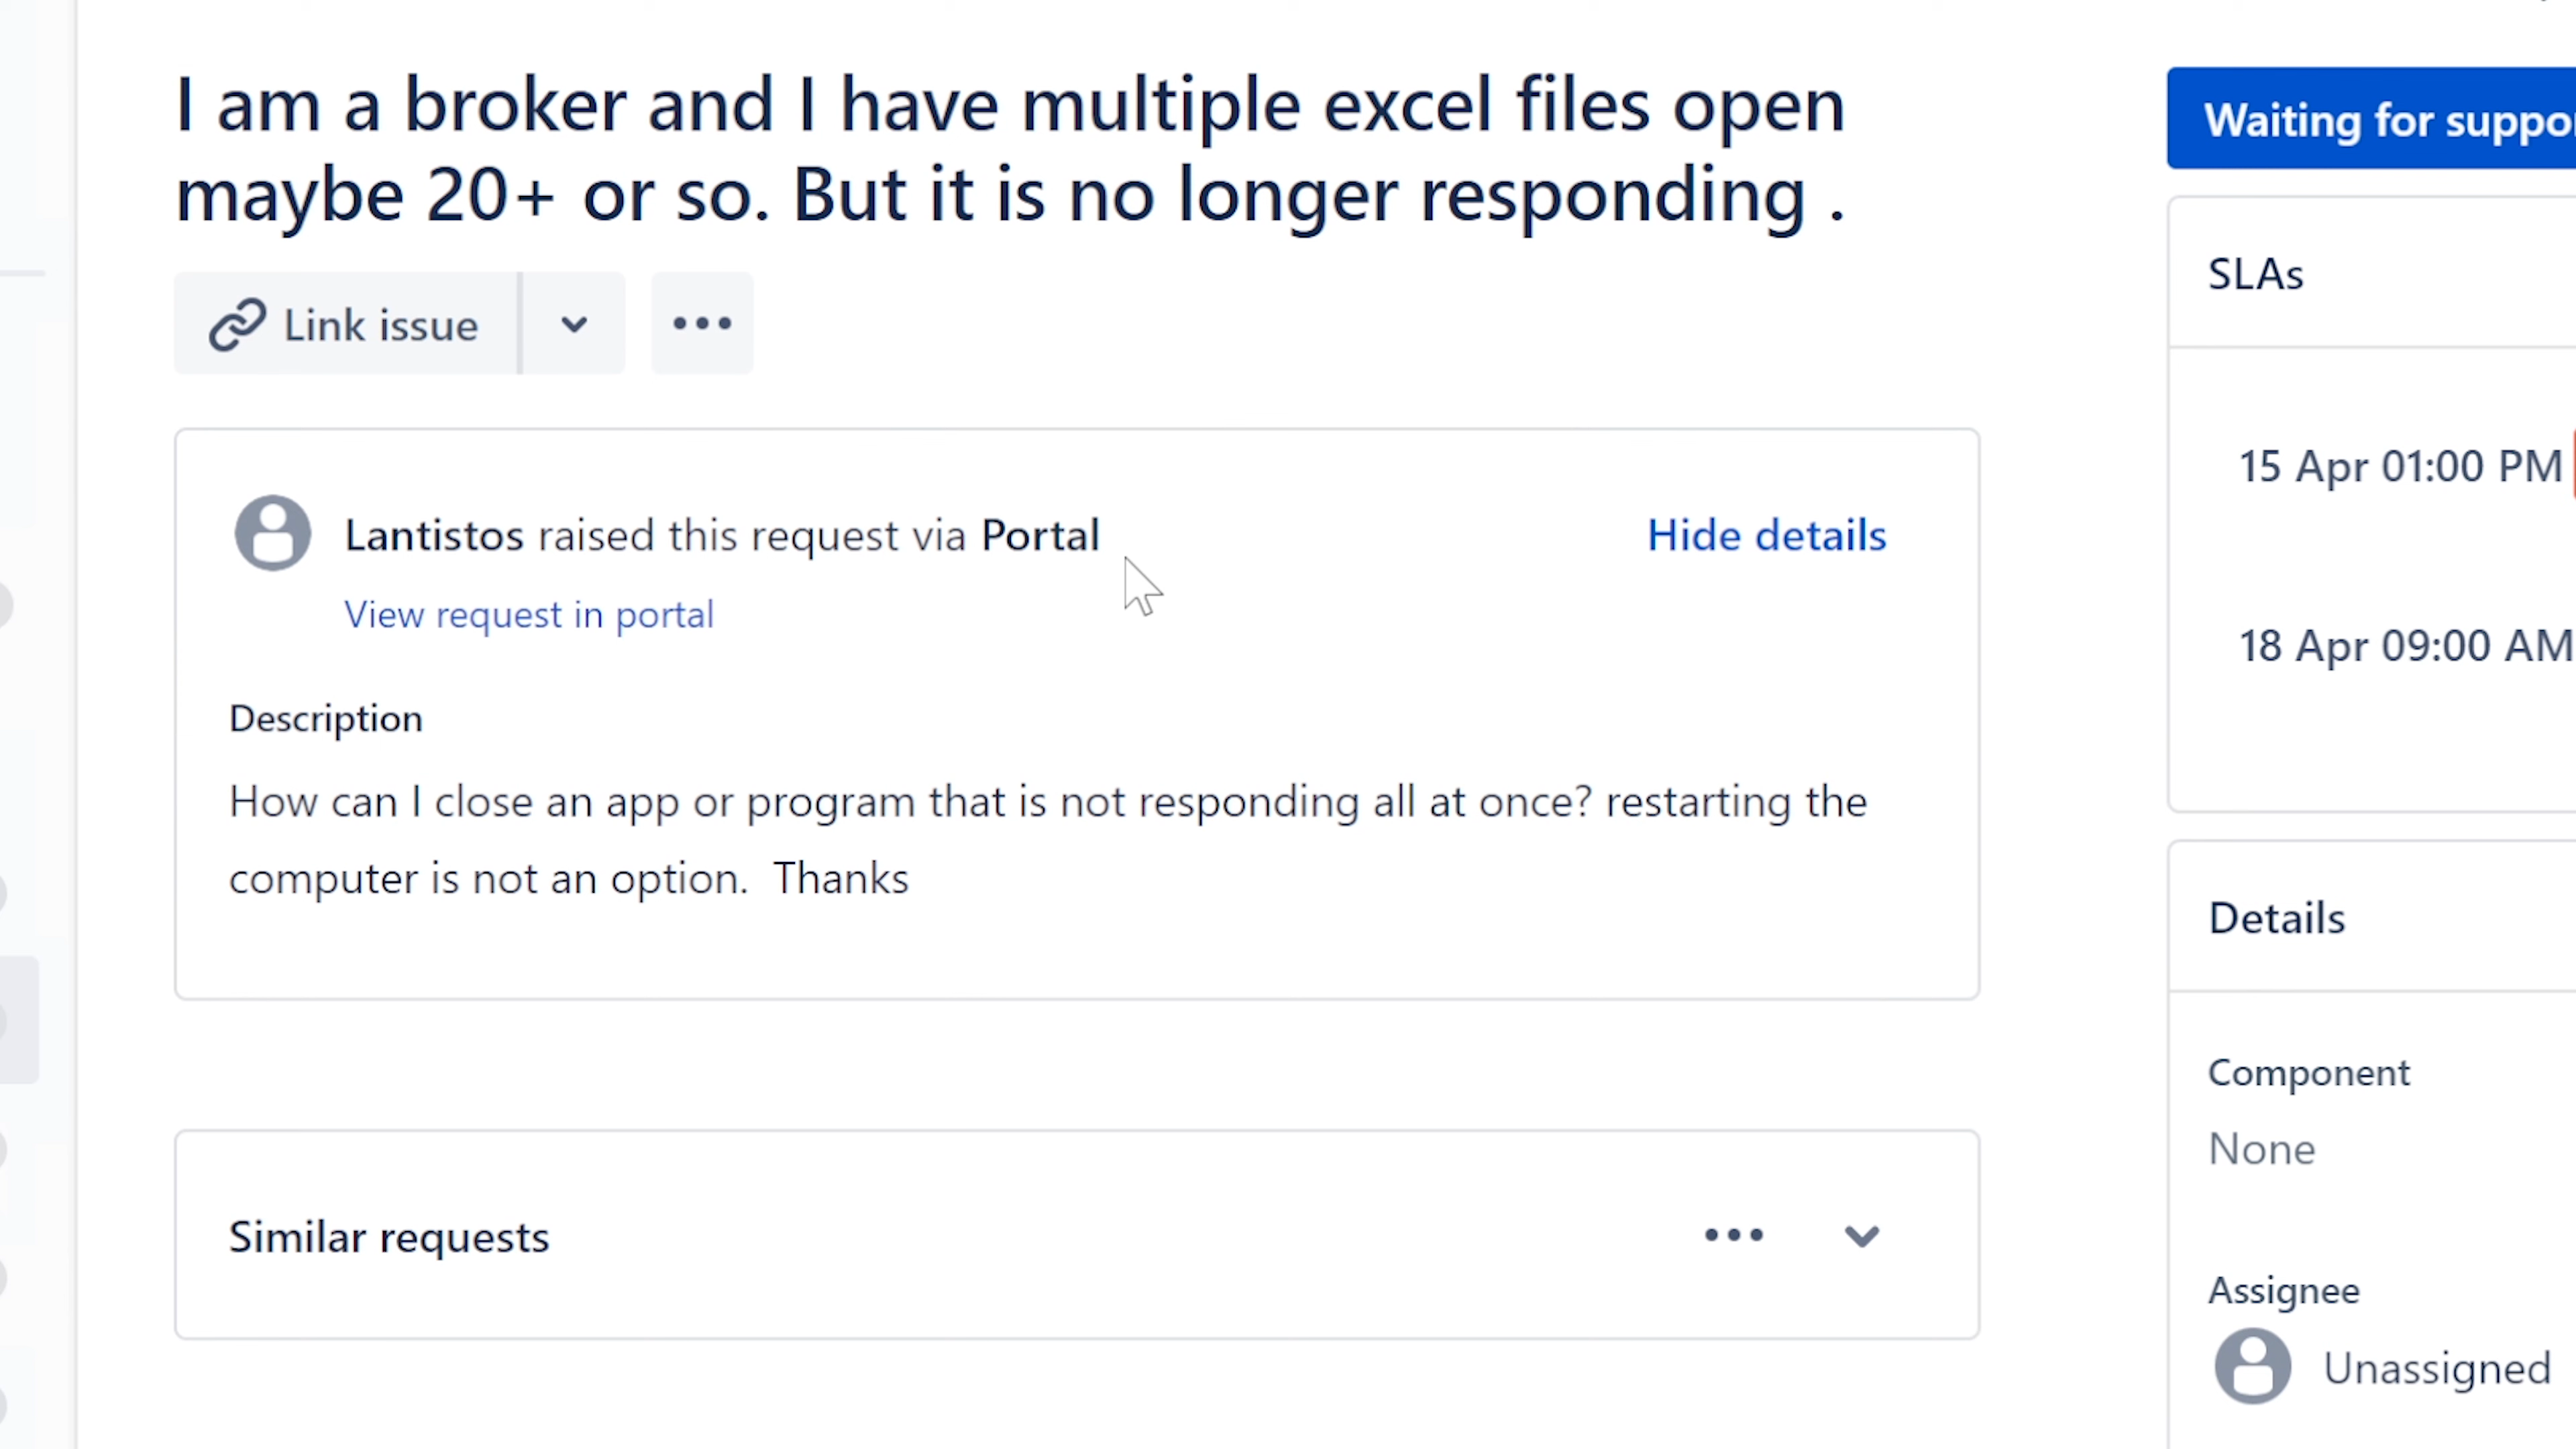 I am a broker and I have multiple excel files open
maybe 20+ or so. But it is no longer responding .
Link issue
Lantistos raised this request via Portal
Hide details
View request in portal
Description
How can I close an app or program that is not responding all at once? restarting the
computer is not an option.  Thanks
Similar requests
Waiting for
SLAs
15 Apr 01:00 PM
18 Apr 09:00 AM
Details
Component
None
Assignee
Unassigned